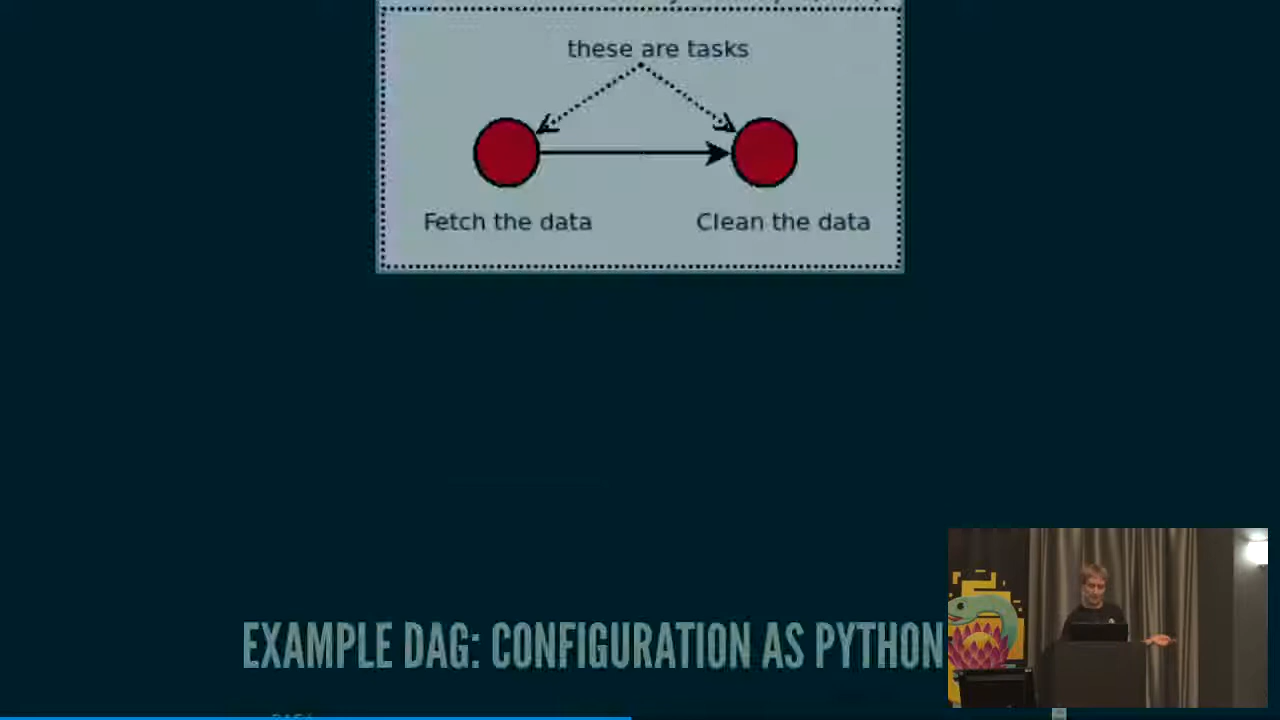 these are tasks
Fetch the data
Clean the data
EXAMPLE DAG: CONFIGURATION AS PYTHON